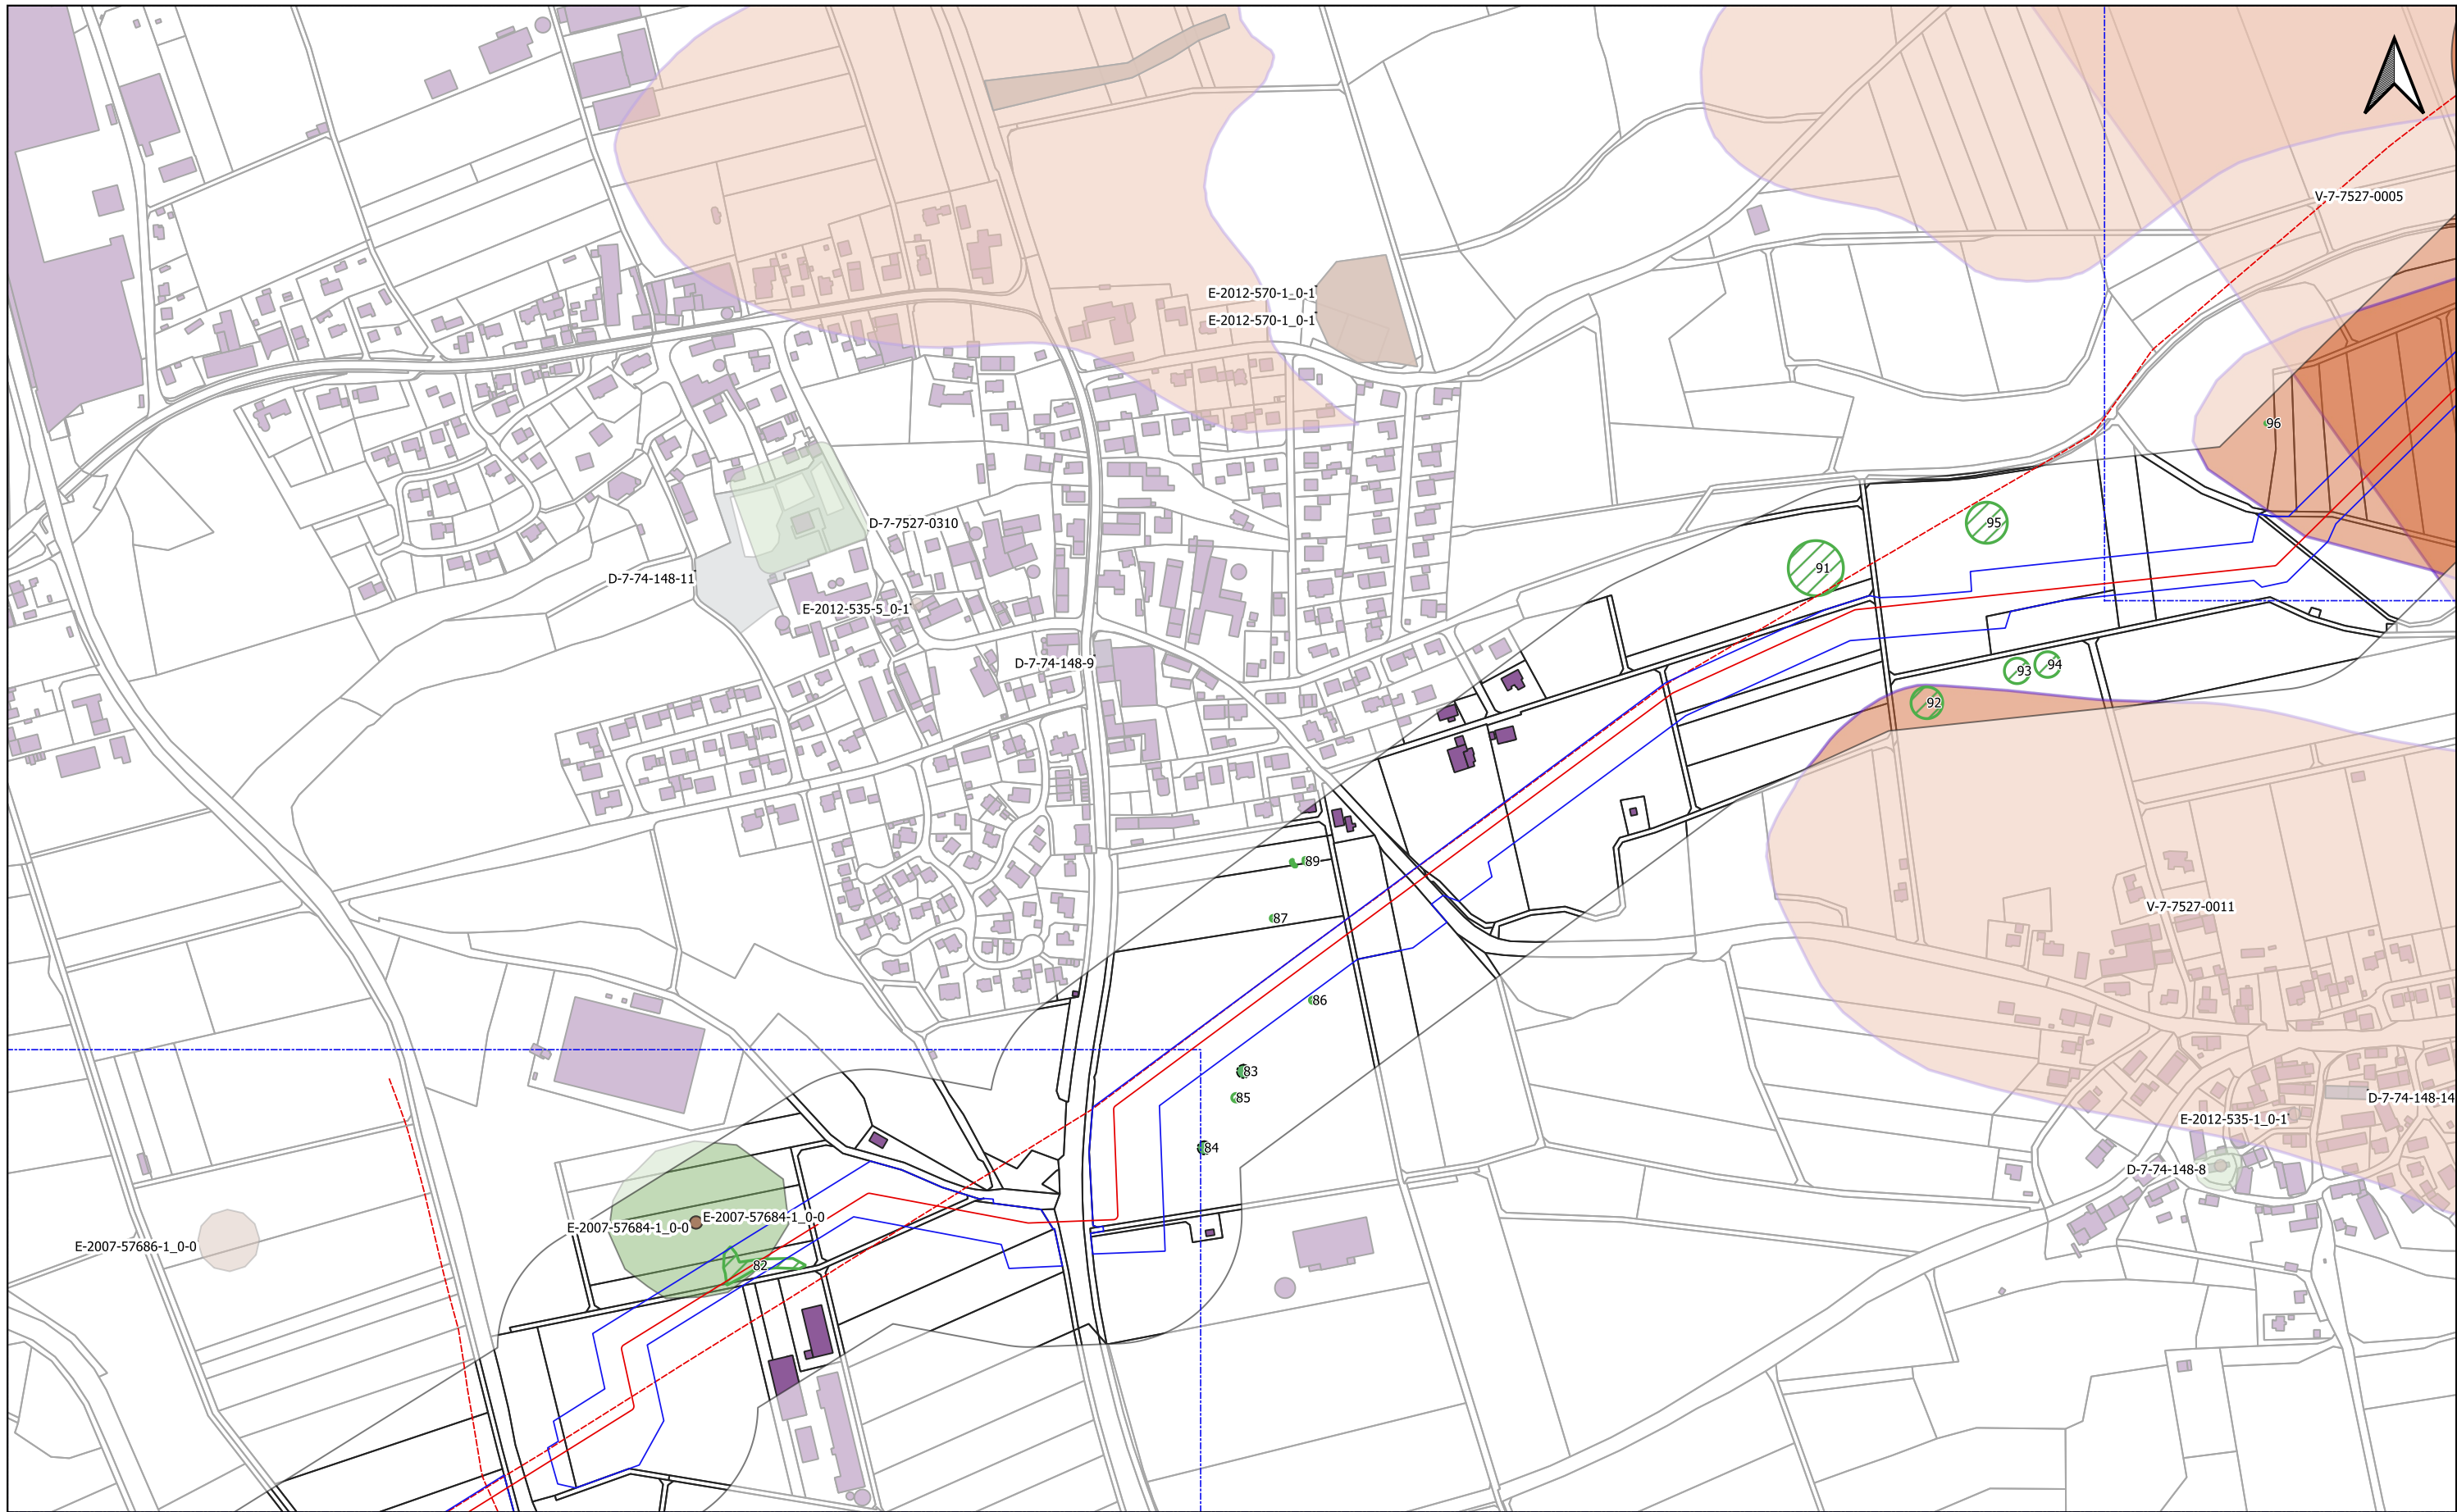 V-7-7527-0005
E-2012-570-1_0-1
E-2012-570-1_0-1
96
D-7-7527-0310
95
91
D-7-74-148-11
E-2012-535-5_0-1
D-7-74-148-9
94
93
92
89
V-7-7527-0011
87
86
83
85
D-7-74-148-14
E-2012-535-1_0-1
84
D-7-74-148-8
E-2007-57684-1_0-0
E-2007-57684-1_0-0
E-2007-57686-1_0-0
82